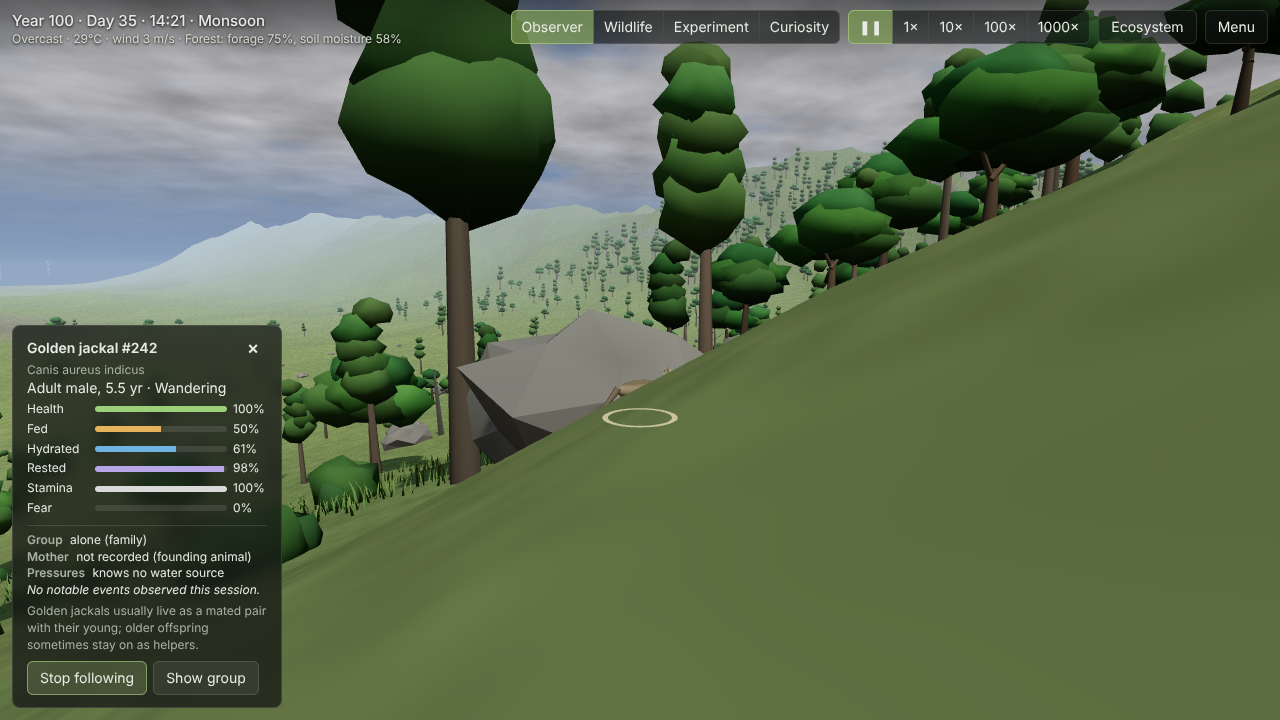 Year 100 · Day 35 · 14:21 · Monsoon
Overcast · 29°C · wind 3 m/s · Forest: forage 75%, soil moisture 58%
Observer Wildlife Experiment Curiosity ❚❚ 1× 10× 100× 1000× Ecosystem Menu
Golden jackal #242 ×
Canis aureus indicus
Adult male, 5.5 yr · Wandering
Health 100%
Fed 50%
Hydrated 61%
Rested 98%
Stamina 100%
Fear 0%
Group alone (family)
Mother not recorded (founding animal)
Pressures knows no water source
No notable events observed this session.
Golden jackals usually live as a mated pair
with their young; older offspring
sometimes stay on as helpers.
Stop following Show group